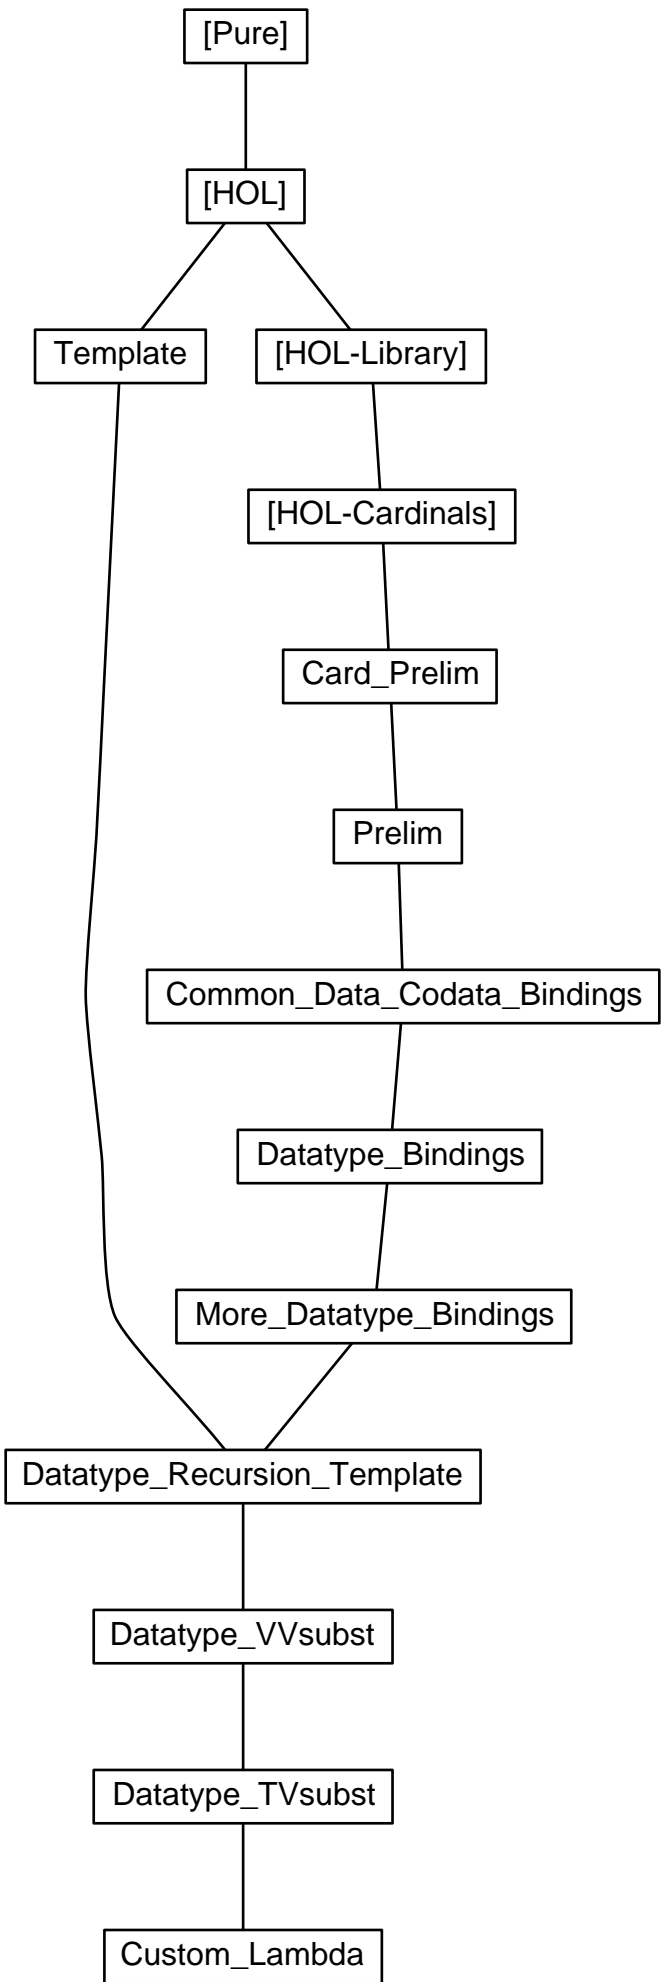 [Pure]
[HOL]
Template
[HOL-Library]
[HOL-Cardinals]
Card_Prelim
Prelim
Common_Data_Codata_Bindings
Datatype_Bindings
More_Datatype_Bindings
Datatype_Recursion_Template
Datatype_VVsubst
Datatype_TVsubst
Custom_Lambda